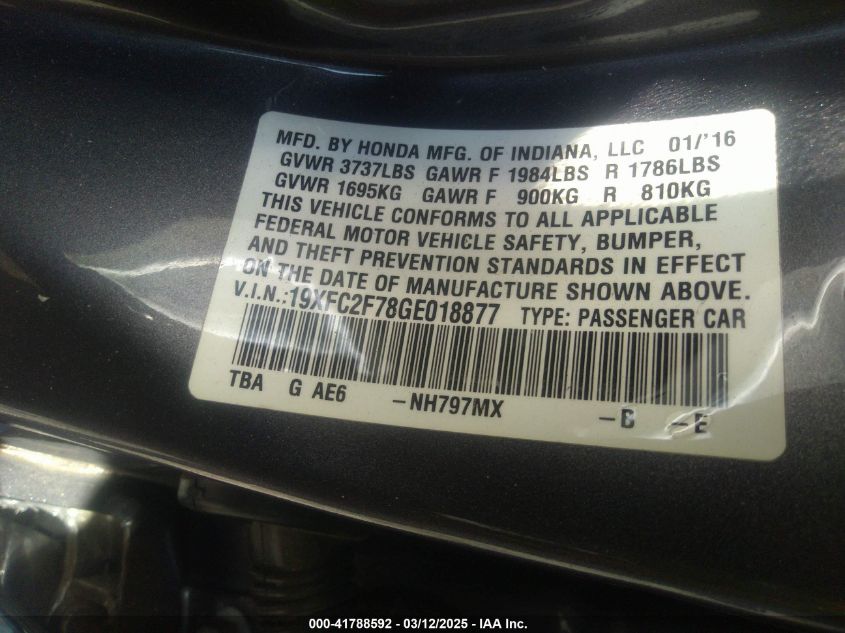 MFD. BY HONDA MFG. OF INDIANA, LLC 01/'16
GVWR 3737LBS GAWR F 1984LBS R 1786LBS
GVWR 1695KG GAWR F 900KG R 810KG
THIS VEHICLE CONFORMS TO ALL APPLICABLE
FEDERAL MOTOR VEHICLE SAFETY, BUMPER,
AND THEFT PREVENTION STANDARDS IN EFFECT
ON THE DATE OF MANUFACTURE SHOWN ABOVE.
V.I.N.:19XFC2F78GE018877 TYPE: PASSENGER CAR
TBA G AE6 -NH797MX -B -E
000-41788592 - 03/12/2025 - IAA Inc.